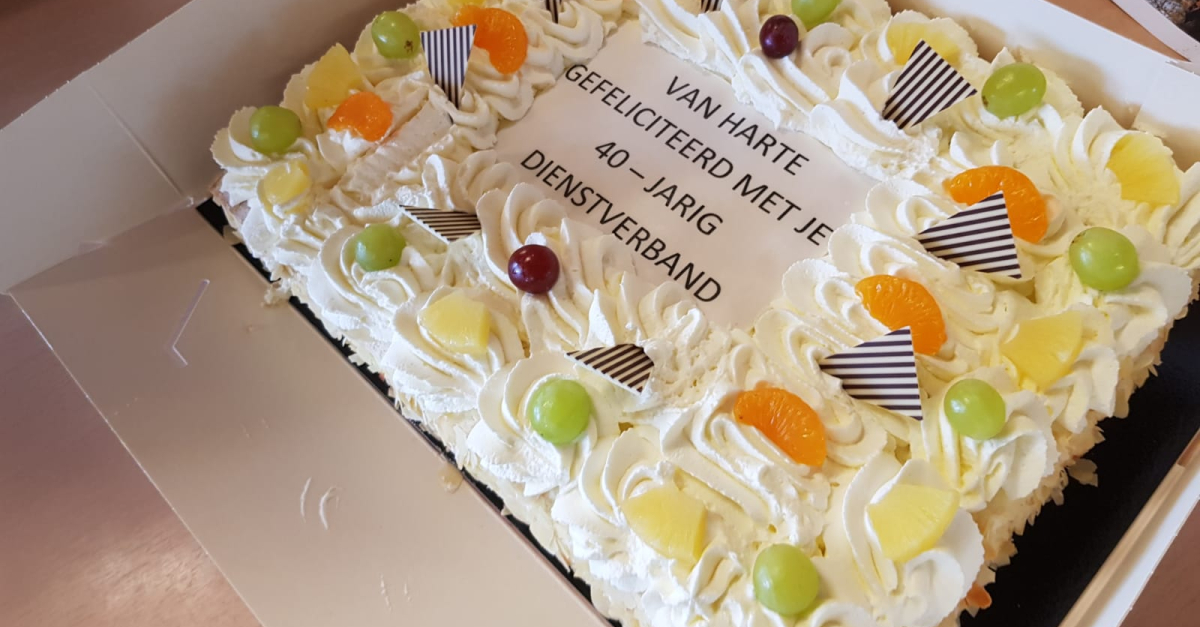 VAN HARTE
GEFELICITEERD MET JE
40 – JARIG
DIENSTVERBAND